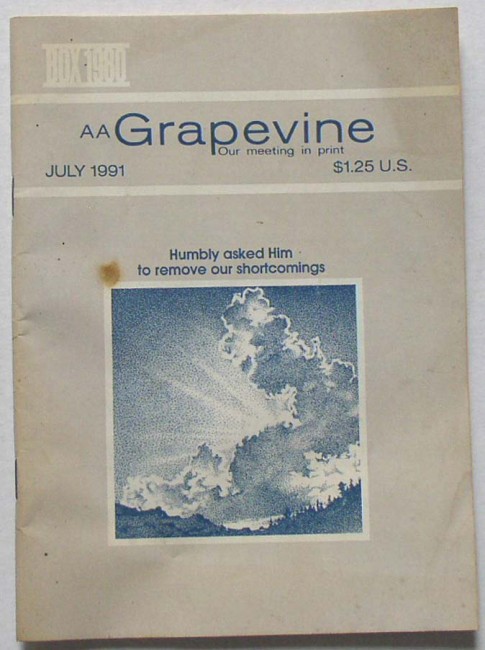 BOX 1980
AA Grapevine
Our meeting in print
JULY 1991
$1.25 U.S.
Humbly asked Him
to remove our shortcomings